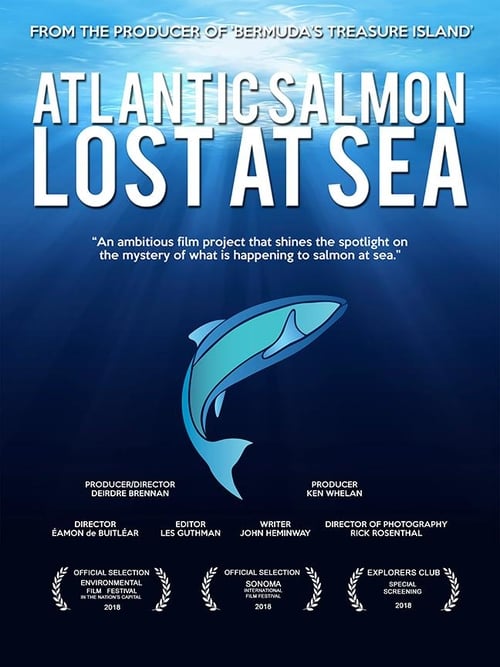 FROM THE PRODUCER OF 'BERMUDA'S TREASURE ISLAND'
ATLANTIC SALMON
LOST AT SEA
"An ambitious film project that shines the spotlight on
the mystery of what is happening to salmon at sea."
PRODUCER/DIRECTOR
DEIRDRE BRENNAN
PRODUCER
KEN WHELAN
DIRECTOR
ÉAMON de BUITLÉAR
EDITOR
LES GUTHMAN
WRITER
JOHN HEMINWAY
DIRECTOR OF PHOTOGRAPHY
RICK ROSENTHAL
OFFICIAL SELECTION
ENVIRONMENTAL
FILM FESTIVAL
IN THE NATION'S CAPITAL
2018
OFFICIAL SELECTION
SONOMA
INTERNATIONAL
FILM FESTIVAL
2018
EXPLORERS CLUB
SPECIAL
SCREENING
2018